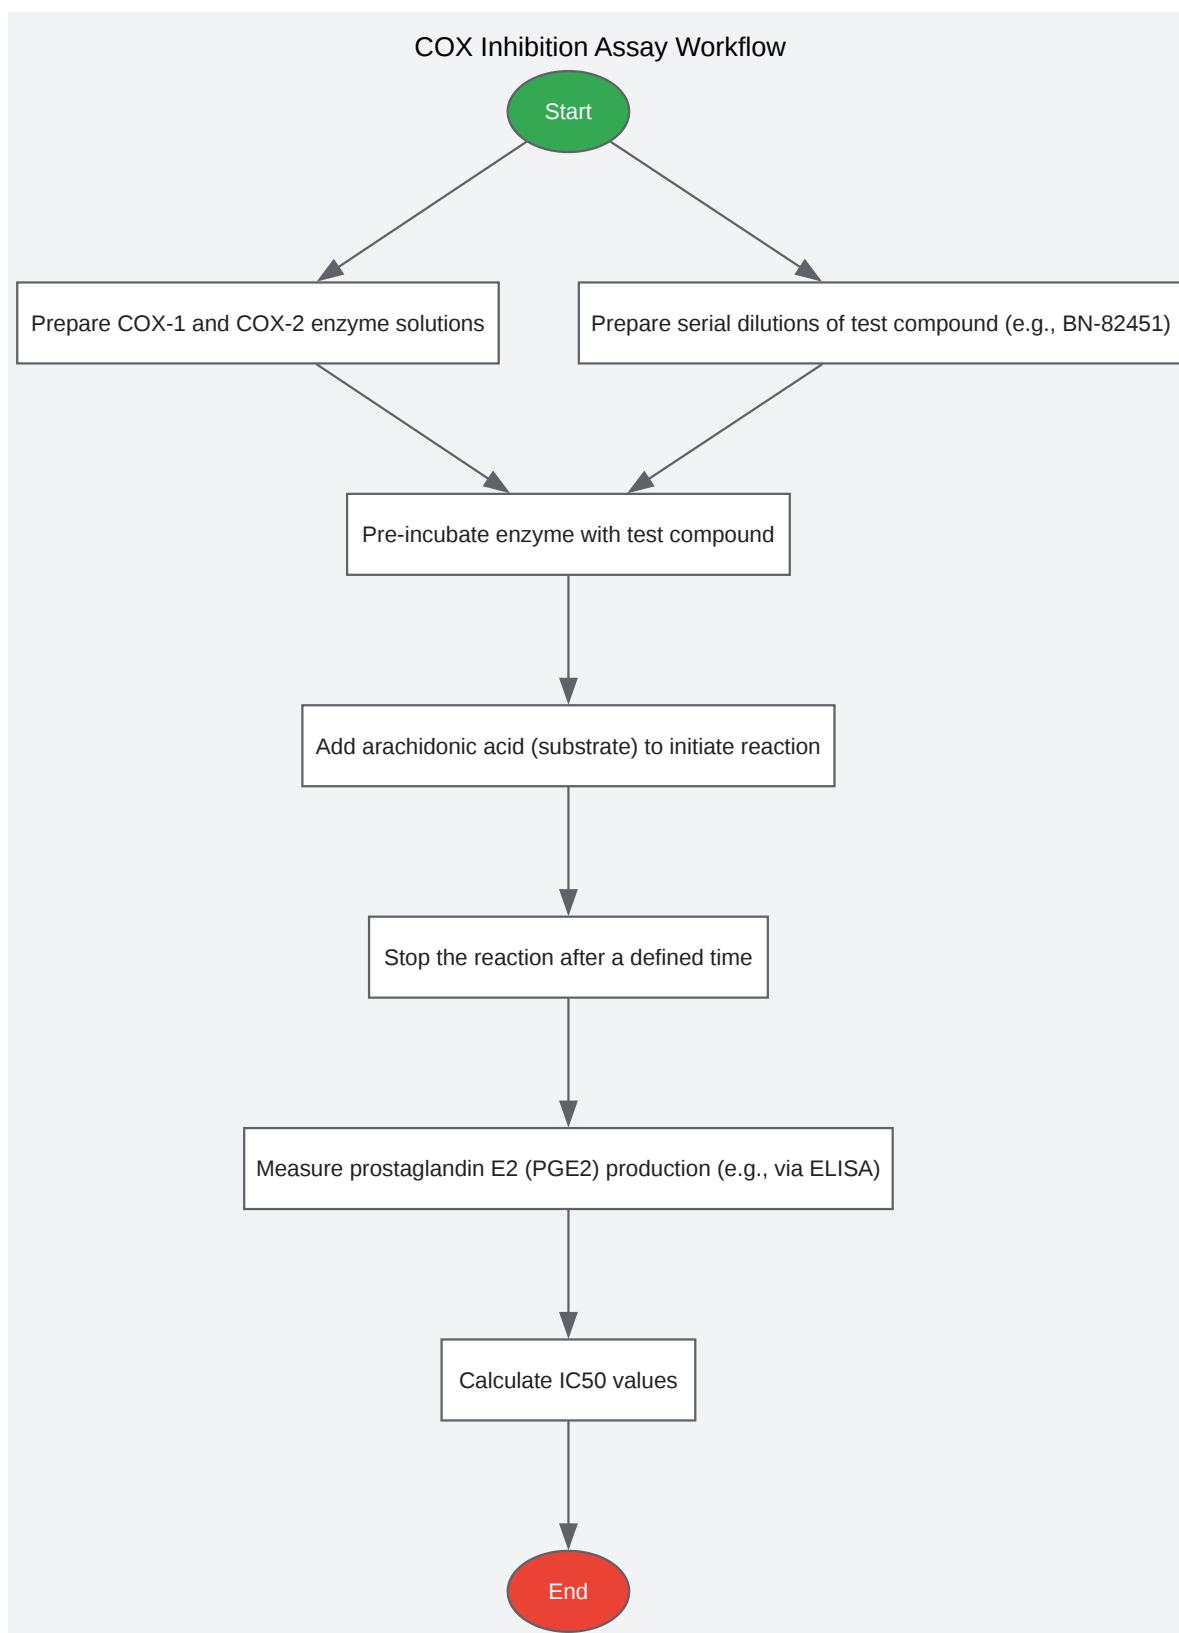 COX Inhibition Assay Workflow
Start
Prepare COX-1 and COX-2 enzyme solutions
Prepare serial dilutions of test compound (e.g., BN-82451)
Pre-incubate enzyme with test compound
Add arachidonic acid (substrate) to initiate reaction
Stop the reaction after a defined time
Measure prostaglandin E2 (PGE2) production (e.g., via ELISA)
Calculate IC50 values
End